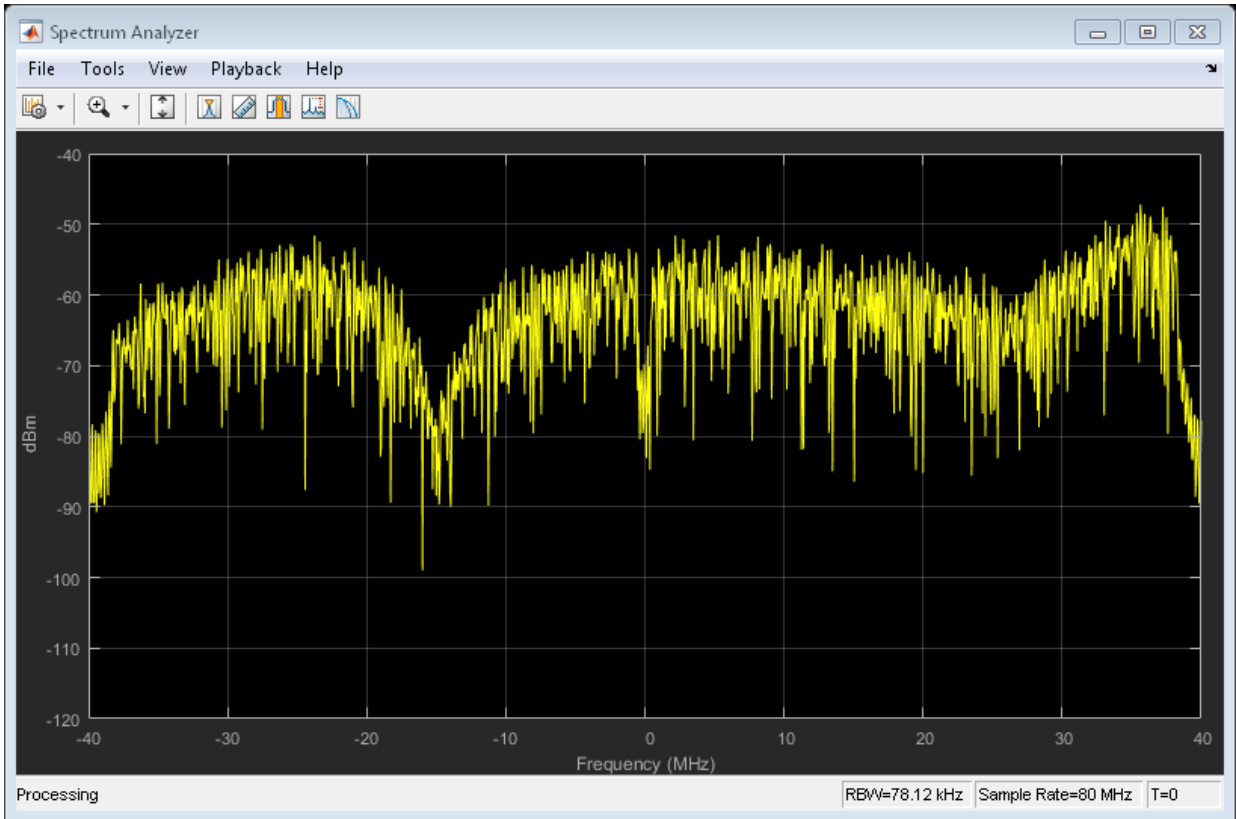 Spectrum Analyzer
File Tools View Playback Help
-40
-50
-60
-70
-80
-90
-100
-110
-120
dBm
-40 -30 -20 -10 0 10 20 30 40
Frequency (MHz)
Processing RBW=78.12 kHz Sample Rate=80 MHz T=0